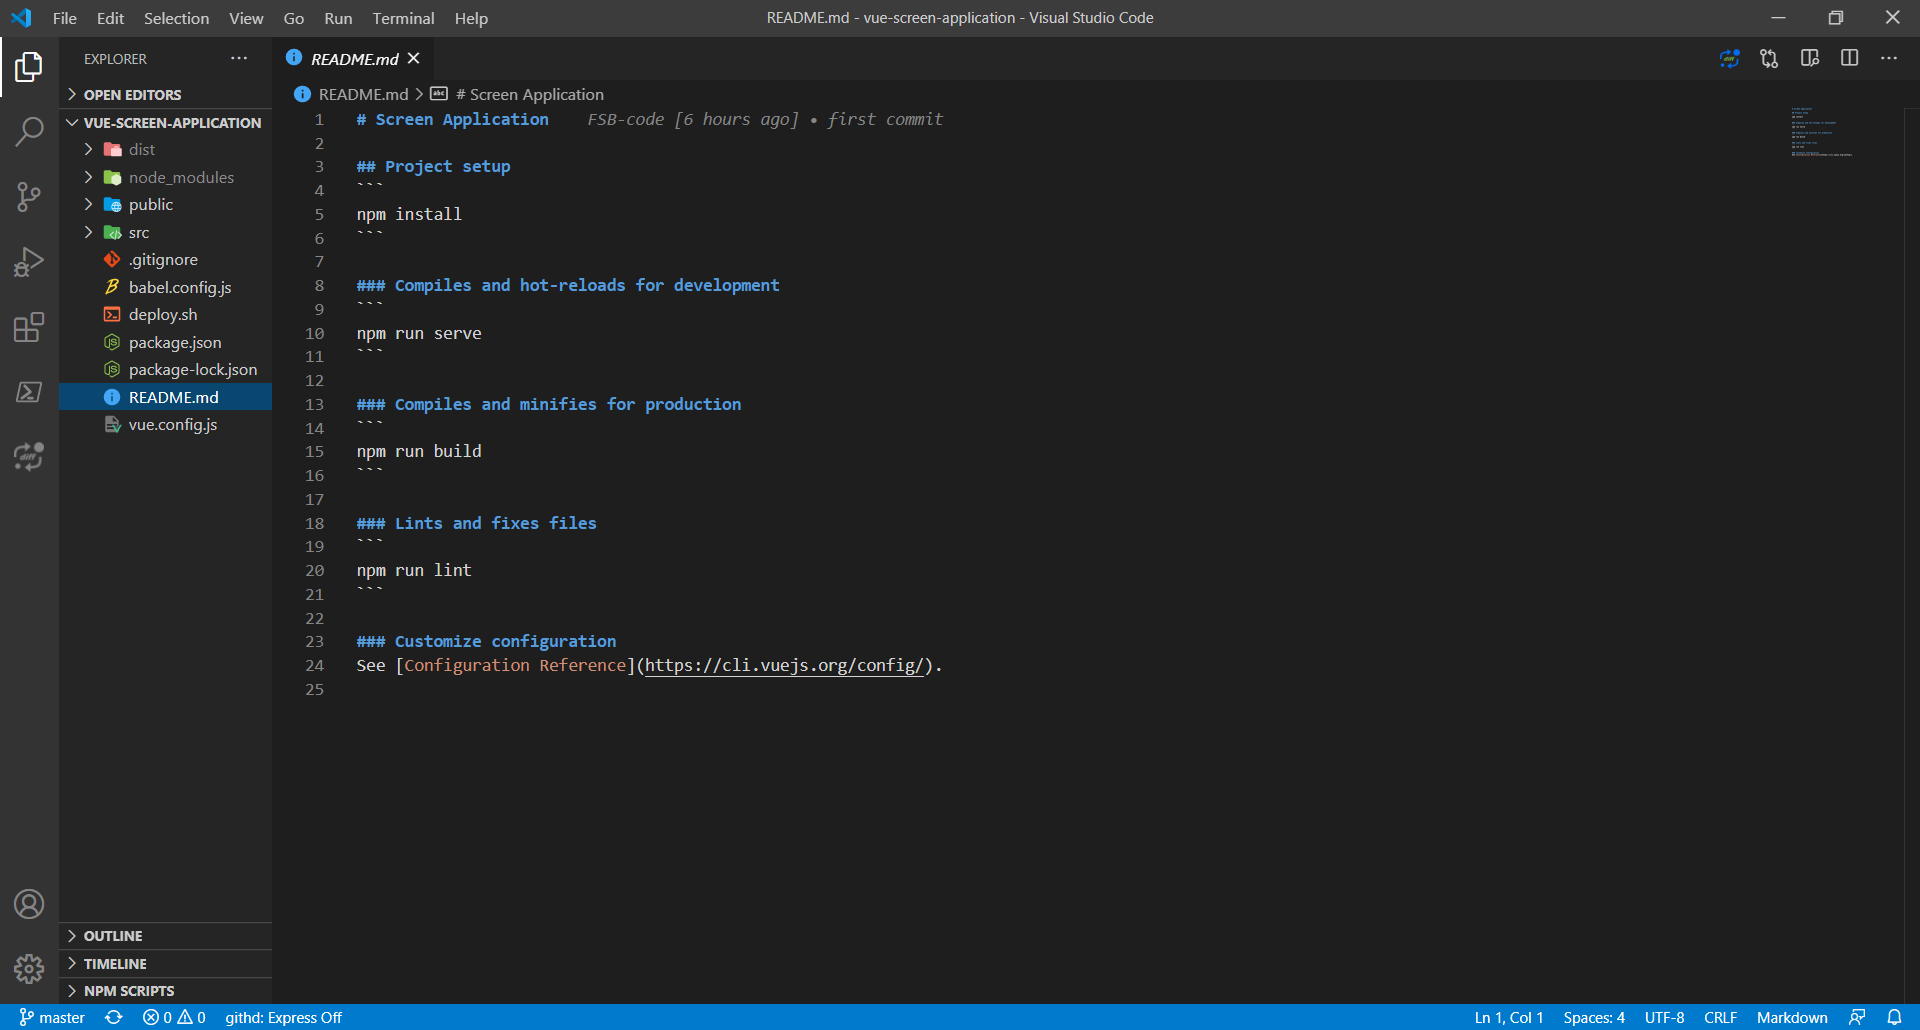 File Edit Selection View Go Run Terminal Help
README.md - vue-screen-application - Visual Studio Code
EXPLORER
OPEN EDITORS
VUE-SCREEN-APPLICATION
dist
node_modules
public
src
.gitignore
babel.config.js
deploy.sh
package.json
package-lock.json
README.md
vue.config.js
OUTLINE
TIMELINE
NPM SCRIPTS
README.md
README.md > # Screen Application
1 # Screen Application FSB-code [6 hours ago] • first commit
2
3 ## Project setup
4 ```
5 npm install
6 ```
7
8 ### Compiles and hot-reloads for development
9 ```
10 npm run serve
11 ```
12
13 ### Compiles and minifies for production
14 ```
15 npm run build
16 ```
17
18 ### Lints and fixes files
19 ```
20 npm run lint
21 ```
22
23 ### Customize configuration
24 See [Configuration Reference](https://cli.vuejs.org/config/).
25
master 0 0 githd: Express Off
Ln 1, Col 1 Spaces: 4 UTF-8 CRLF Markdown